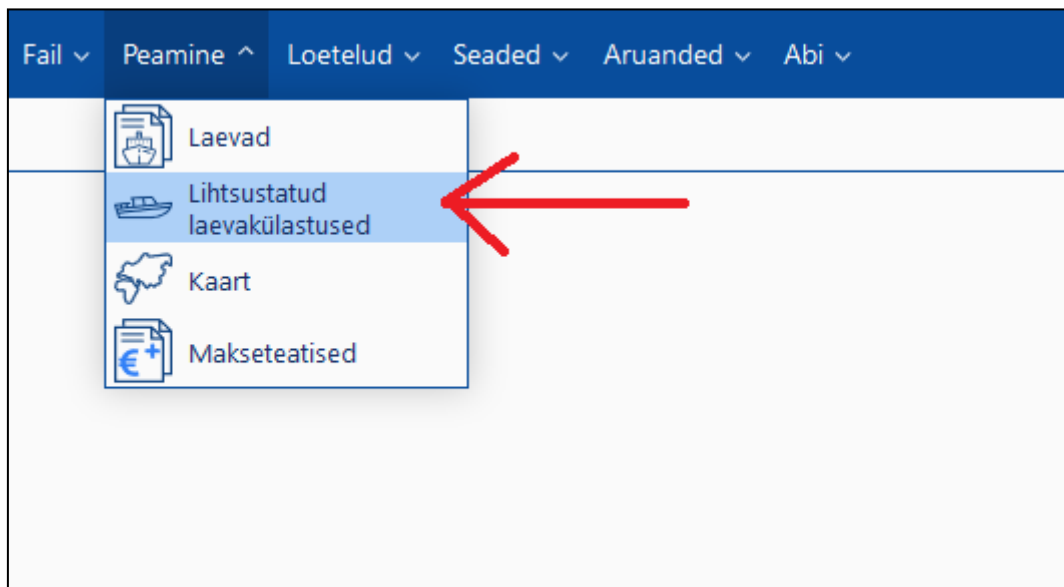 Fail Peamine Loetelud Seaded Aruanded Abi
Laevad
Lihtsustatud
laevakülastused
Kaart
Makseteatised